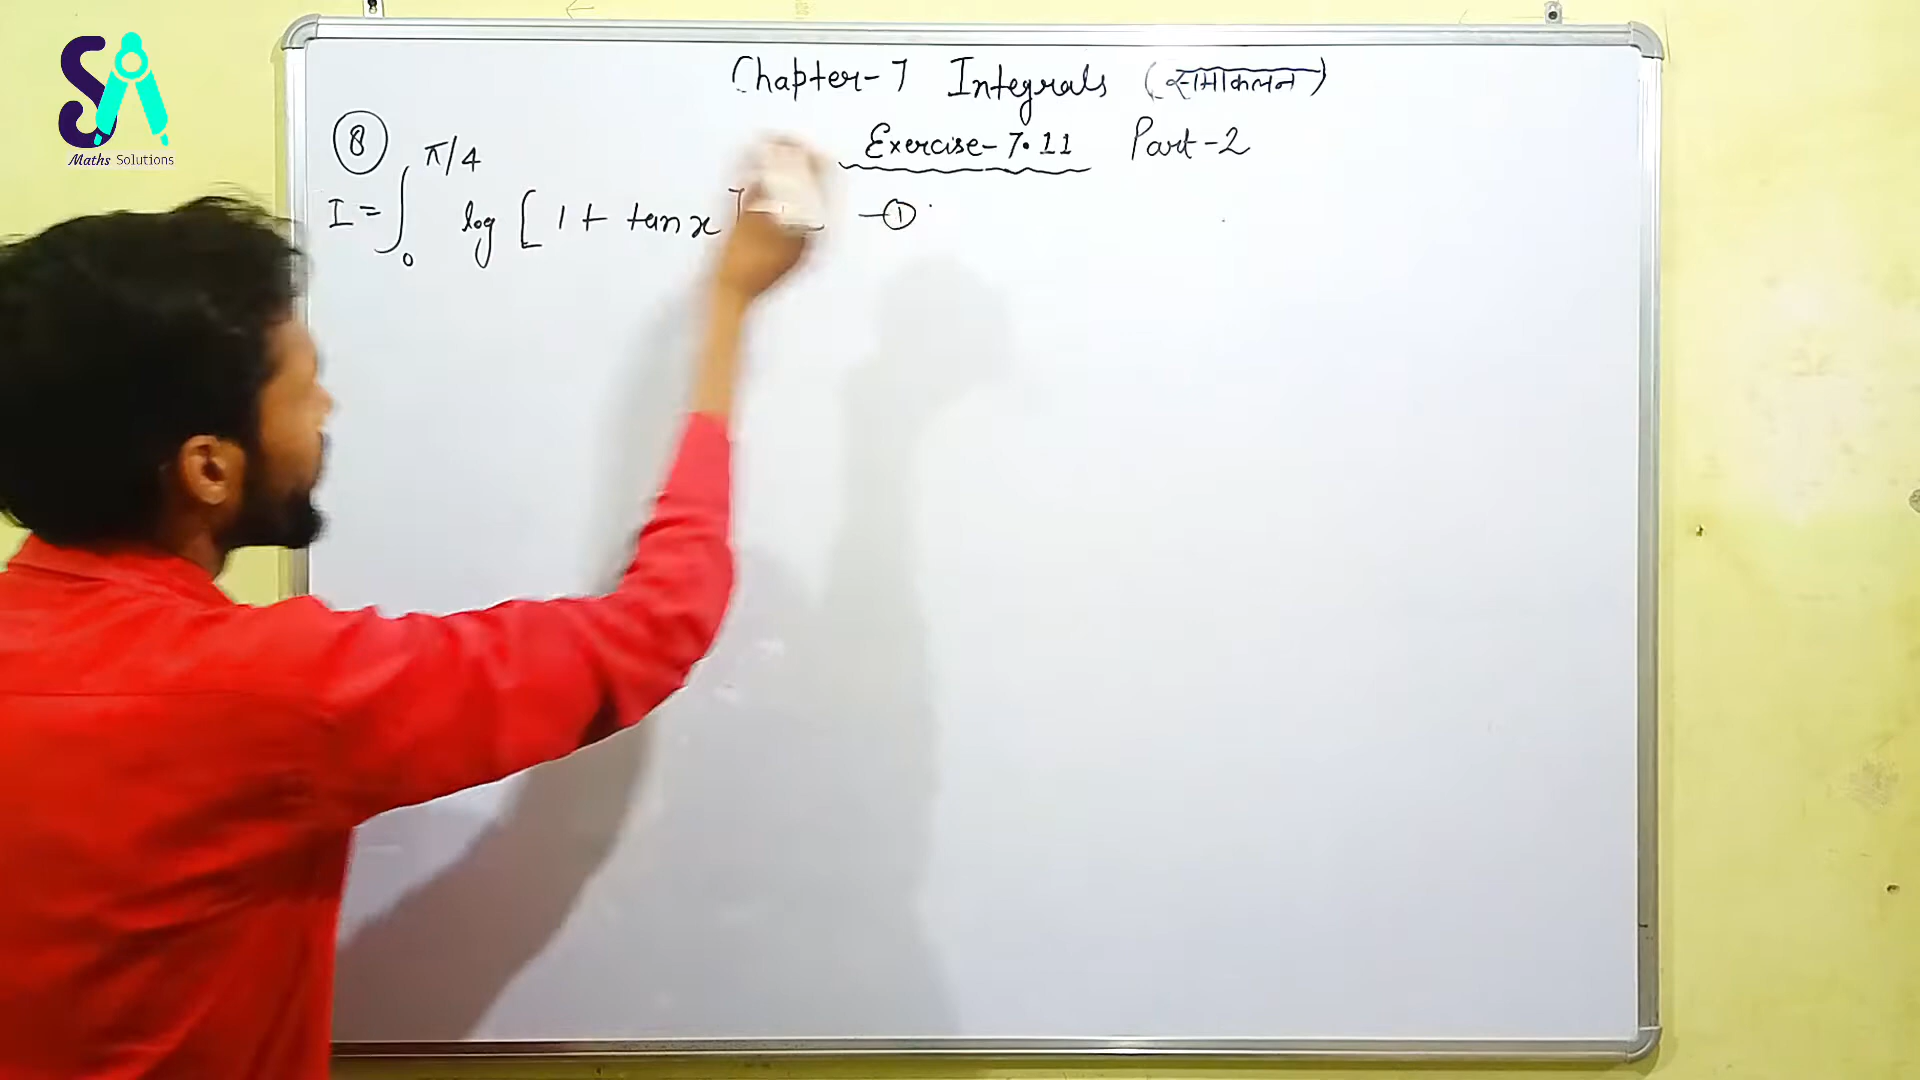 SA
Maths Solutions
Chapter-7 Integrals (समाकलन)
Exercise-7.11 Part-2
8
I = ∫₀^π/4 log [1 + tan x] — ①